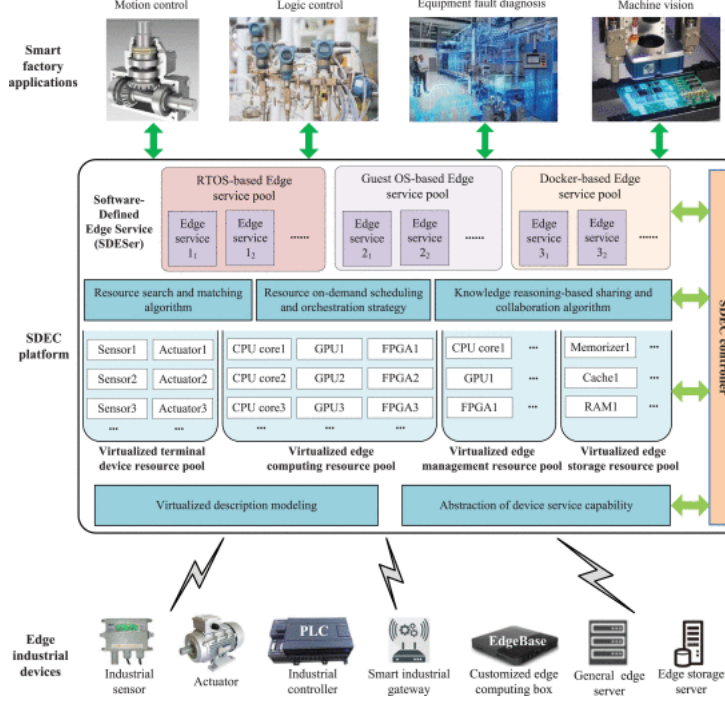 Motion control
Logic control
Equipment fault diagnosis
Machine vision
Smart
factory
applications
Software-
Defined
Edge Service
(SDESer)
RTOS-based Edge
service pool
Edge
service
1₁
Edge
service
1₂
......
Guest OS-based Edge
service pool
Edge
service
2₁
Edge
service
2₂
......
Docker-based Edge
service pool
Edge
service
3₁
Edge
service
3₂
......
Resource search and matching
algorithm
Resource on-demand scheduling
and orchestration strategy
Knowledge reasoning-based sharing and
collaboration algorithm
SDEC
platform
SDEC controller
Sensor1
Actuator1
Sensor2
Actuator2
Sensor3
Actuator3
...
...
Virtualized terminal
device resource pool
CPU core1
GPU1
FPGA1
CPU core2
GPU2
FPGA2
CPU core3
GPU3
FPGA3
...
...
...
Virtualized edge
computing resource pool
CPU core1
...
GPU1
...
FPGA1
...
Virtualized edge
management resource pool
Memorizer1
...
Cache1
...
RAM1
...
Virtualized edge
storage resource pool
Virtualized description modeling
Abstraction of device service capability
Edge
industrial
devices
Industrial
sensor
Actuator
PLC
Industrial
controller
Smart industrial
gateway
EdgeBase
Customized edge
computing box
General edge
server
Edge storage
server